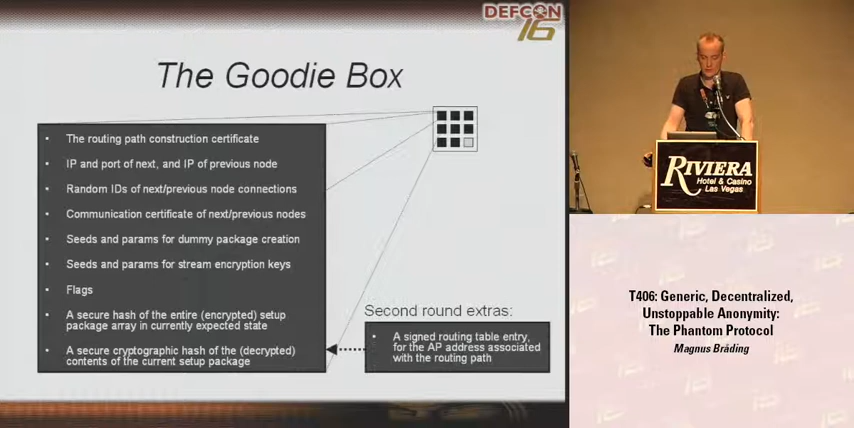 DEFCON
16
The Goodie Box
• The routing path construction certificate
• IP and port of next, and IP of previous node
• Random IDs of next/previous node connections
• Communication certificate of next/previous nodes
• Seeds and params for dummy package creation
• Seeds and params for stream encryption keys
• Flags
• A secure hash of the entire (encrypted) setup
package array in currently expected state
• A secure cryptographic hash of the (decrypted)
contents of the current setup package
Second round extras:
• A signed routing table entry,
for the AP address associated
with the routing path
RIVIERA
Hotel & Casino
Las Vegas
T406: Generic, Decentralized,
Unstoppable Anonymity:
The Phantom Protocol
Magnus Bråding